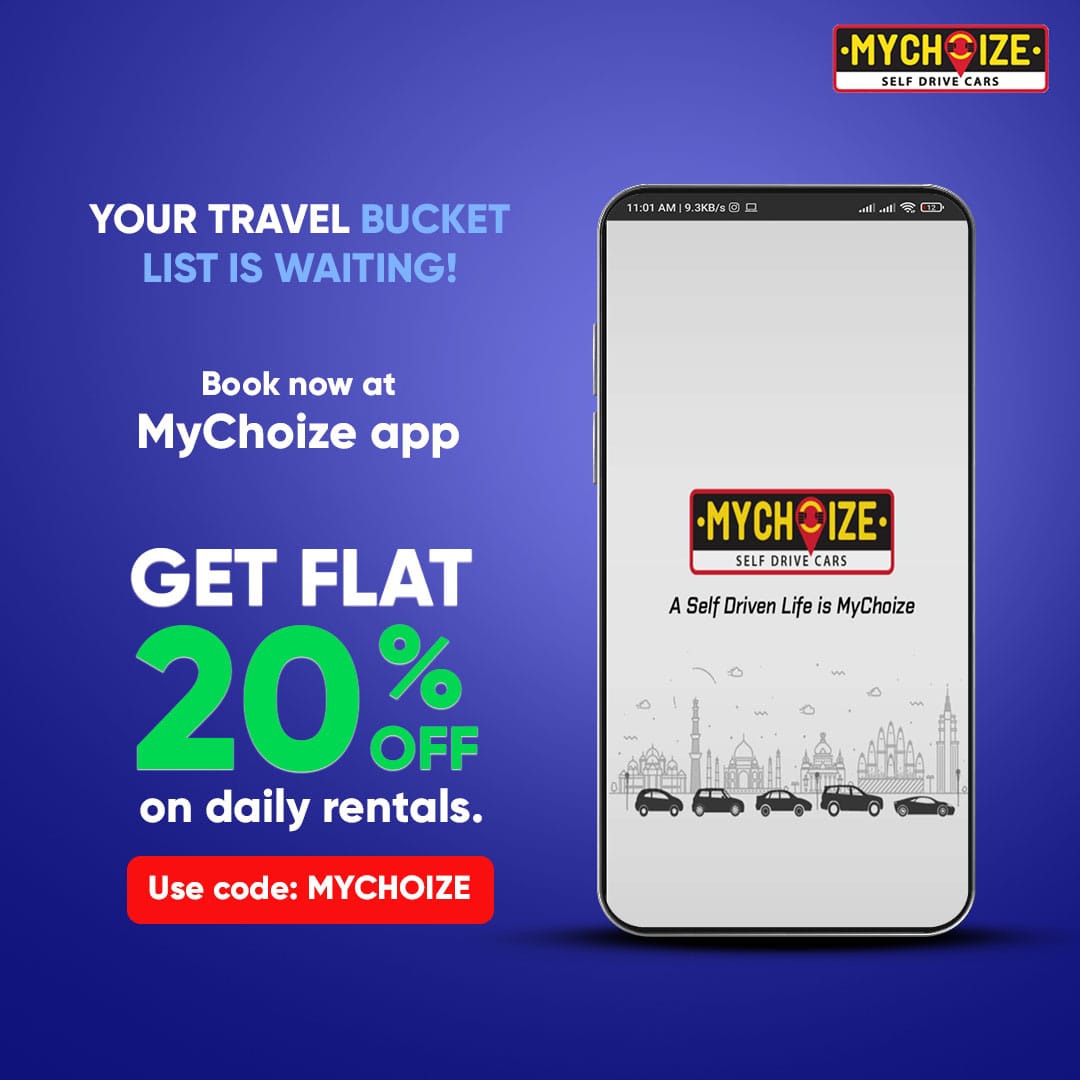 ·MYCHOIZE·
SELF DRIVE CARS
YOUR TRAVEL BUCKET
LIST IS WAITING!
Book now at
MyChoize app
GET FLAT
20% OFF
on daily rentals.
Use code: MYCHOIZE
11:01 AM | 9.3KB/s
12
·MYCHOIZE·
SELF DRIVE CARS
A Self Driven Life is MyChoize